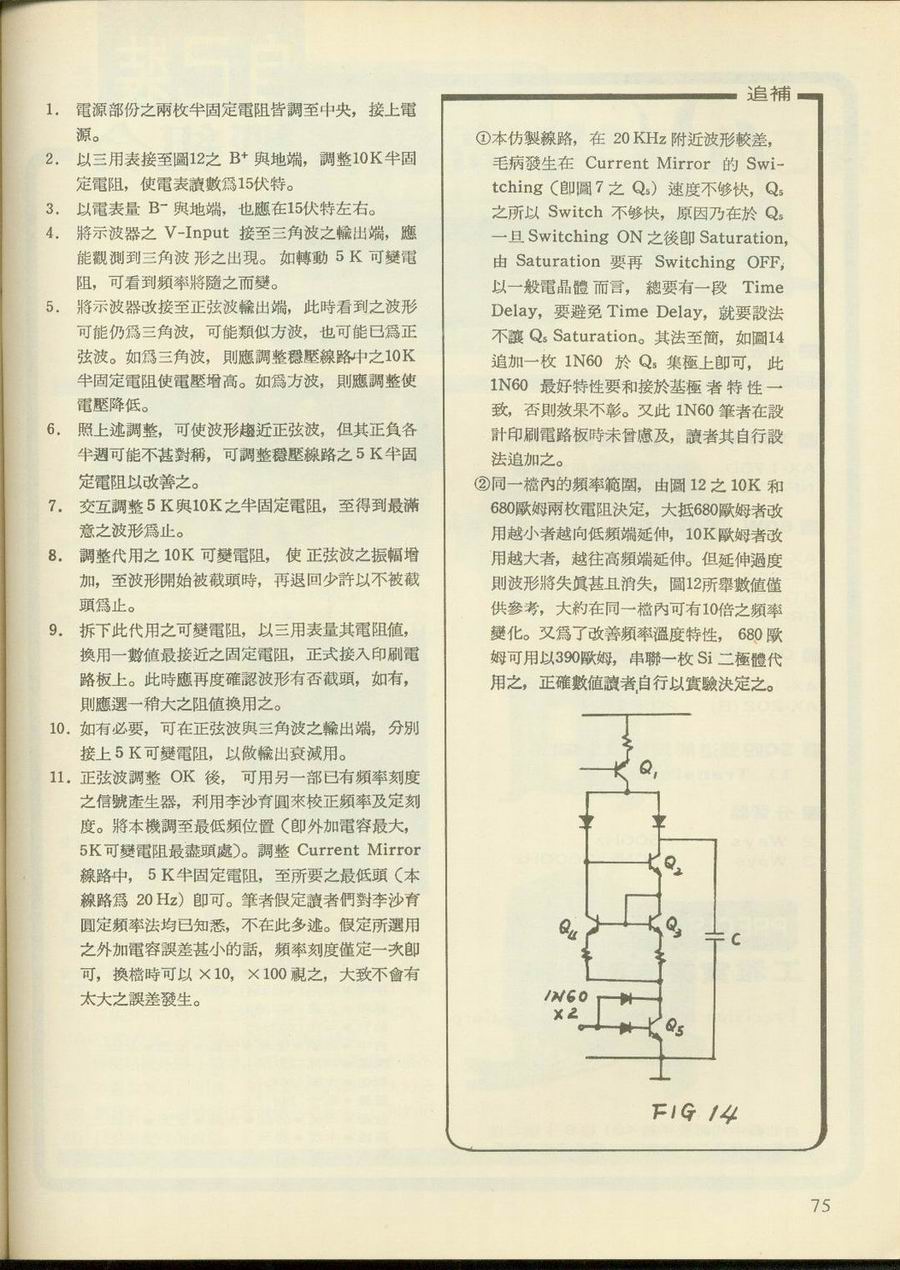 1. 電源部份之兩枚半固定電阻皆調至中央，接上電
源。
2. 以三用表接至圖12之 B⁺ 與地端，調整10K半固
定電阻，使電表讀數爲15伏特。
3. 以電表量 B⁻ 與地端，也應在15伏特左右。
4. 將示波器之 V-Input 接至三角波之輸出端，應
能觀測到三角波形之出現。如轉動 5 K 可變電
阻，可看到頻率將隨之而變。
5. 將示波器改接至正弦波輸出端，此時看到之波形
可能仍爲三角波，可能類似方波，也可能已爲正
弦波。如爲三角波，則應調整穩壓線路中之10K
半固定電阻使電壓增高。如爲方波，則應調整使
電壓降低。
6. 照上述調整，可使波形趨近正弦波，但其正負各
半週可能不甚對稱，可調整穩壓線路之 5 K半固
定電阻以改善之。
7. 交互調整 5 K與10K之半固定電阻，至得到最滿
意之波形爲止。
8. 調整代用之 10K 可變電阻，使正弦波之振幅增
加，至波形開始被截頭時，再退回少許以不被截
頭爲止。
9. 拆下此代用之可變電阻，以三用表量其電阻値，
換用一數値最接近之固定電阻，正式接入印刷電
路板上。此時應再度確認波形有否截頭，如有，
則應選一稍大之阻値換用之。
10. 如有必要，可在正弦波與三角波之輸出端，分別
接上 5 K可變電阻，以做輸出衰減用。
11. 正弦波調整 OK 後，可用另一部已有頻率刻度
之信號產生器，利用李沙育圓來校正頻率及定刻
度。將本機調至最低頻位置（卽外加電容最大，
5K可變電阻最盡頭處）。調整 Current Mirror
線路中，5 K半固定電阻，至所要之最低頭（本
線路爲 20 Hz）卽可。筆者假定讀者們對李沙育
圓定頻率法均已知悉，不在此多述。假定所選用
之外加電容誤差甚小的話，頻率刻度僅定一次卽
可，換檔時可以 ×10，×100 視之，大致不會有
太大之誤差發生。
追補
①本仿製線路，在 20 KHz 附近波形較差，
毛病發生在 Current Mirror 的 Swi-
tching（卽圖 7 之 Q₅）速度不够快，Q₅
之所以 Switch 不够快，原因乃在於 Q₅
一旦 Switching ON 之後卽 Saturation,
由 Saturation 要再 Switching OFF,
以一般電晶體而言，總要有一段 Time
Delay，要避免 Time Delay，就要設法
不讓 Q₅ Saturation。其法至簡，如圖14
追加一枚 1N60 於 Q₅ 集極上卽可，此
1N60 最好特性要和接於基極者特性一
致，否則效果不彰。又此 1N60 筆者在設
計印刷電路板時未曾慮及，讀者其自行設
法追加之。
②同一檔內的頻率範圍，由圖 12 之 10K 和
680歐姆兩枚電阻決定，大抵680歐姆者改
用越小者越向低頻端延伸，10K歐姆者改
用越大者，越往高頻端延伸。但延伸過度
則波形將失眞甚且消失，圖12所擧數値僅
供參考，大約在同一檔內可有10倍之頻率
變化。又爲了改善頻率溫度特性，680 歐
姆可用以390歐姆，串聯一枚 Si 二極體代
用之，正確數値讀者自行以實驗決定之。
Q₁
Q₂
Q₄
Q₃
C
1N60
X2
Q₅
FIG 14
75